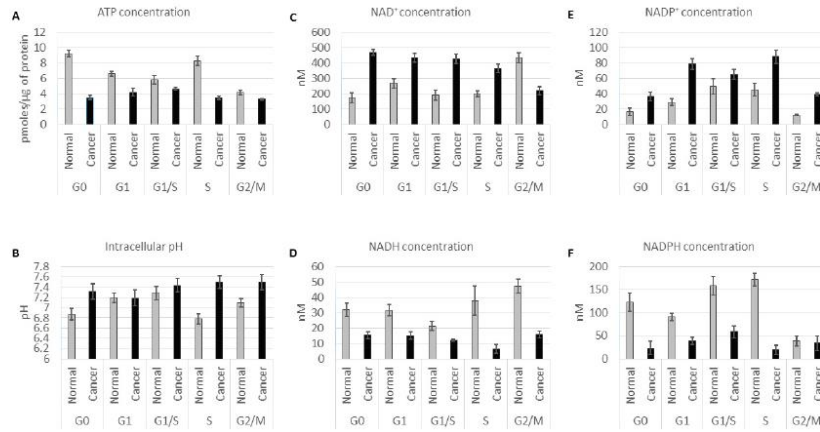 A
ATP concentration
pmoles/µg of protein
12
10
8
6
4
2
0
Normal Cancer Normal Cancer Normal Cancer Normal Cancer Normal Cancer
G0 G1 G1/S S G2/M
C
NAD⁺ concentration
nM
600
500
400
300
200
100
0
Normal Cancer Normal Cancer Normal Cancer Normal Cancer Normal Cancer
G0 G1 G1/S S G2/M
E
NADP⁺ concentration
nM
120
100
80
60
40
20
0
Normal Cancer Normal Cancer Normal Cancer Normal Cancer Normal Cancer
G0 G1 G1/S S G2/M
B
Intracellular pH
pH
7.8
7.6
7.4
7.2
7
6.8
6.6
6.4
6.2
6
Normal Cancer Normal Cancer Normal Cancer Normal Cancer Normal Cancer
G0 G1 G1/S S G2/M
D
NADH concentration
nM
60
50
40
30
20
10
0
Normal Cancer Normal Cancer Normal Cancer Normal Cancer Normal Cancer
G0 G1 G1/S S G2/M
F
NADPH concentration
nM
200
150
100
50
0
Normal Cancer Normal Cancer Normal Cancer Normal Cancer Normal Cancer
G0 G1 G1/S S G2/M